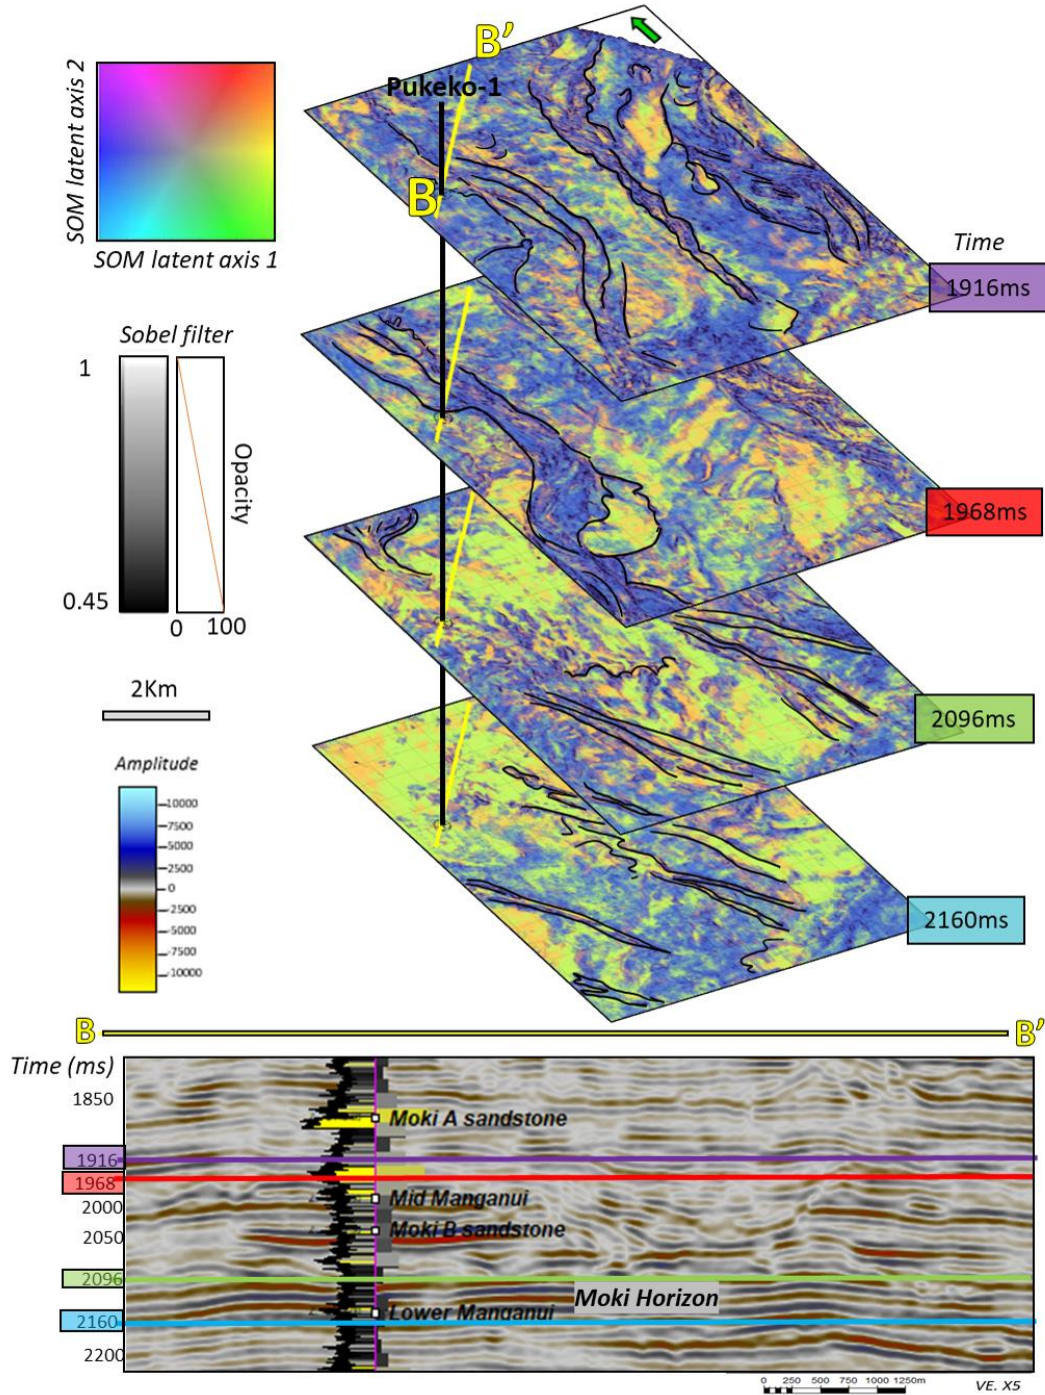 B'
Pukeko-1
B
SOM latent axis 2
SOM latent axis 1
Time
1916ms
Sobel filter
1
0.45
Opacity
0
100
1968ms
2Km
2096ms
Amplitude
10000
7500
5000
2500
0
-2500
-5000
-7500
-10000
2160ms
B
B'
Time (ms)
1850
Moki A sandstone
1916
1968
Mid Manganui
2000
Moki B sandstone
2050
2096
Moki Horizon
Lower Manganui
2160
2200
0 250 500 750 1000 1250m
VE. X5